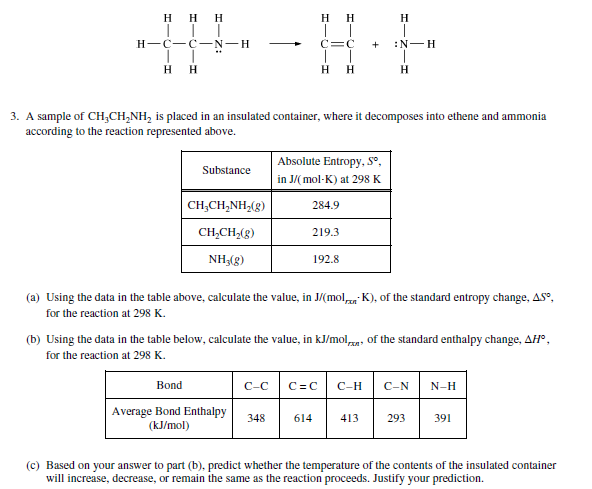 H H H H H H
H–C–C–N̤–H ⟶ C=C + :N–H
H H H H H
3. A sample of CH₃CH₂NH₂ is placed in an insulated container, where it decomposes into ethene and ammonia
according to the reaction represented above.
Substance Absolute Entropy, S°,
in J/(mol·K) at 298 K
CH₃CH₂NH₂(g) 284.9
CH₂CH₂(g) 219.3
NH₃(g) 192.8
(a) Using the data in the table above, calculate the value, in J/(molᵣₓₙ·K), of the standard entropy change, ΔS°,
for the reaction at 298 K.
(b) Using the data in the table below, calculate the value, in kJ/molᵣₓₙ, of the standard enthalpy change, ΔH°,
for the reaction at 298 K.
Bond C–C C=C C–H C–N N–H
Average Bond Enthalpy
(kJ/mol) 348 614 413 293 391
(c) Based on your answer to part (b), predict whether the temperature of the contents of the insulated container
will increase, decrease, or remain the same as the reaction proceeds. Justify your prediction.